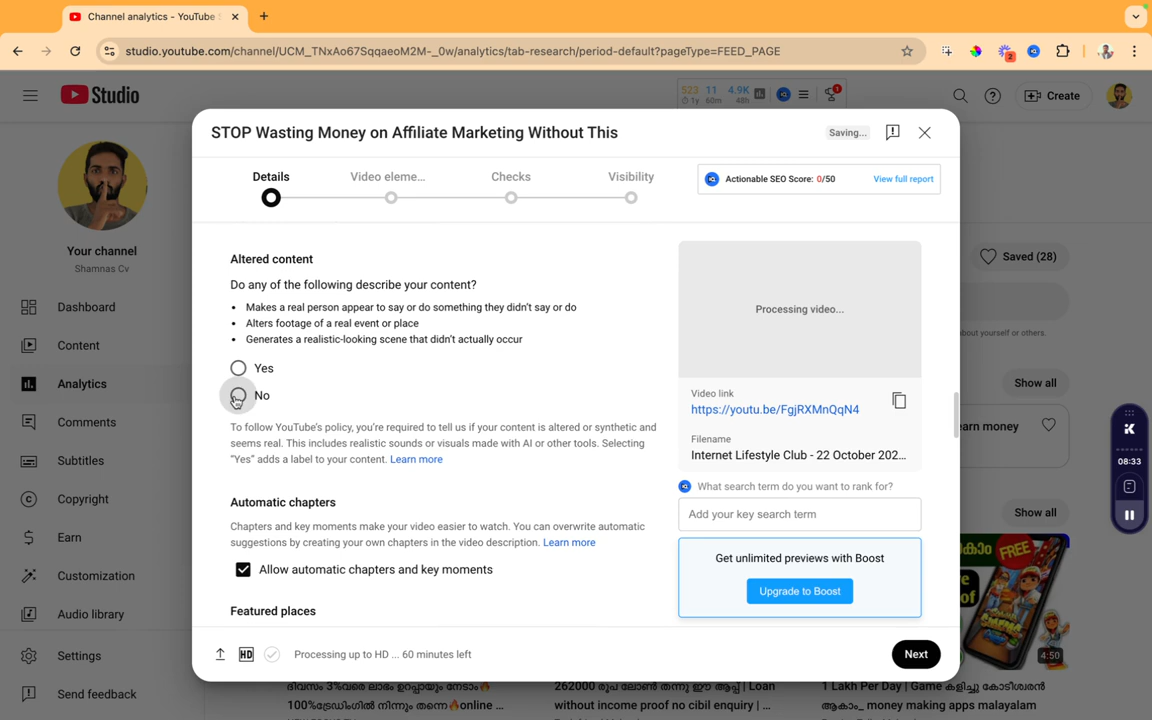 Channel analytics - YouTube S
studio.youtube.com/channel/UCM_TNxAo67SqqaeoM2M-_0w/analytics/tab-research/period-default?pageType=FEED_PAGE
2
Studio
523 11 4.9K
1y 60m 48h
1
Create
STOP Wasting Money on Affiliate Marketing Without This
Saving...
Details
Video eleme...
Checks
Visibility
Actionable SEO Score: 0/50
View full report
Your channel
Shamnas Cv
Dashboard
Content
Analytics
Comments
Subtitles
Copyright
Earn
Customization
Audio library
Settings
Send feedback
Altered content
Do any of the following describe your content?
Makes a real person appear to say or do something they didn't say or do
Alters footage of a real event or place
Generates a realistic-looking scene that didn't actually occur
Yes
No
To follow YouTube's policy, you're required to tell us if your content is altered or synthetic and
seems real. This includes realistic sounds or visuals made with AI or other tools. Selecting
"Yes" adds a label to your content. Learn more
Automatic chapters
Chapters and key moments make your video easier to watch. You can overwrite automatic
suggestions by creating your own chapters in the video description. Learn more
Allow automatic chapters and key moments
Featured places
Processing video...
Video link
https://youtu.be/FgjRXMnQqN4
Filename
Internet Lifestyle Club - 22 October 202...
What search term do you want to rank for?
Add your key search term
Get unlimited previews with Boost
Upgrade to Boost
HD
Processing up to HD ... 60 minutes left
Next
Saved (28)
about yourself or others.
Show all
earn money
Show all
FREE
4:50
08:33
ദിവസം 3%വരെ ലാഭം ഉറപ്പായും നേടാം🔥
100%ട്രേഡിംഗിൽ നിന്നും തന്നെ🔥online ...
262000 രൂപ ലോൺ തന്നു ഈ ആപ്പ് | Loan
without income proof no cibil enquiry | ...
1 Lakh Per Day | Game കളിച്ചു കോടീശ്വരൻ
ആകാം_ money making apps malayalam